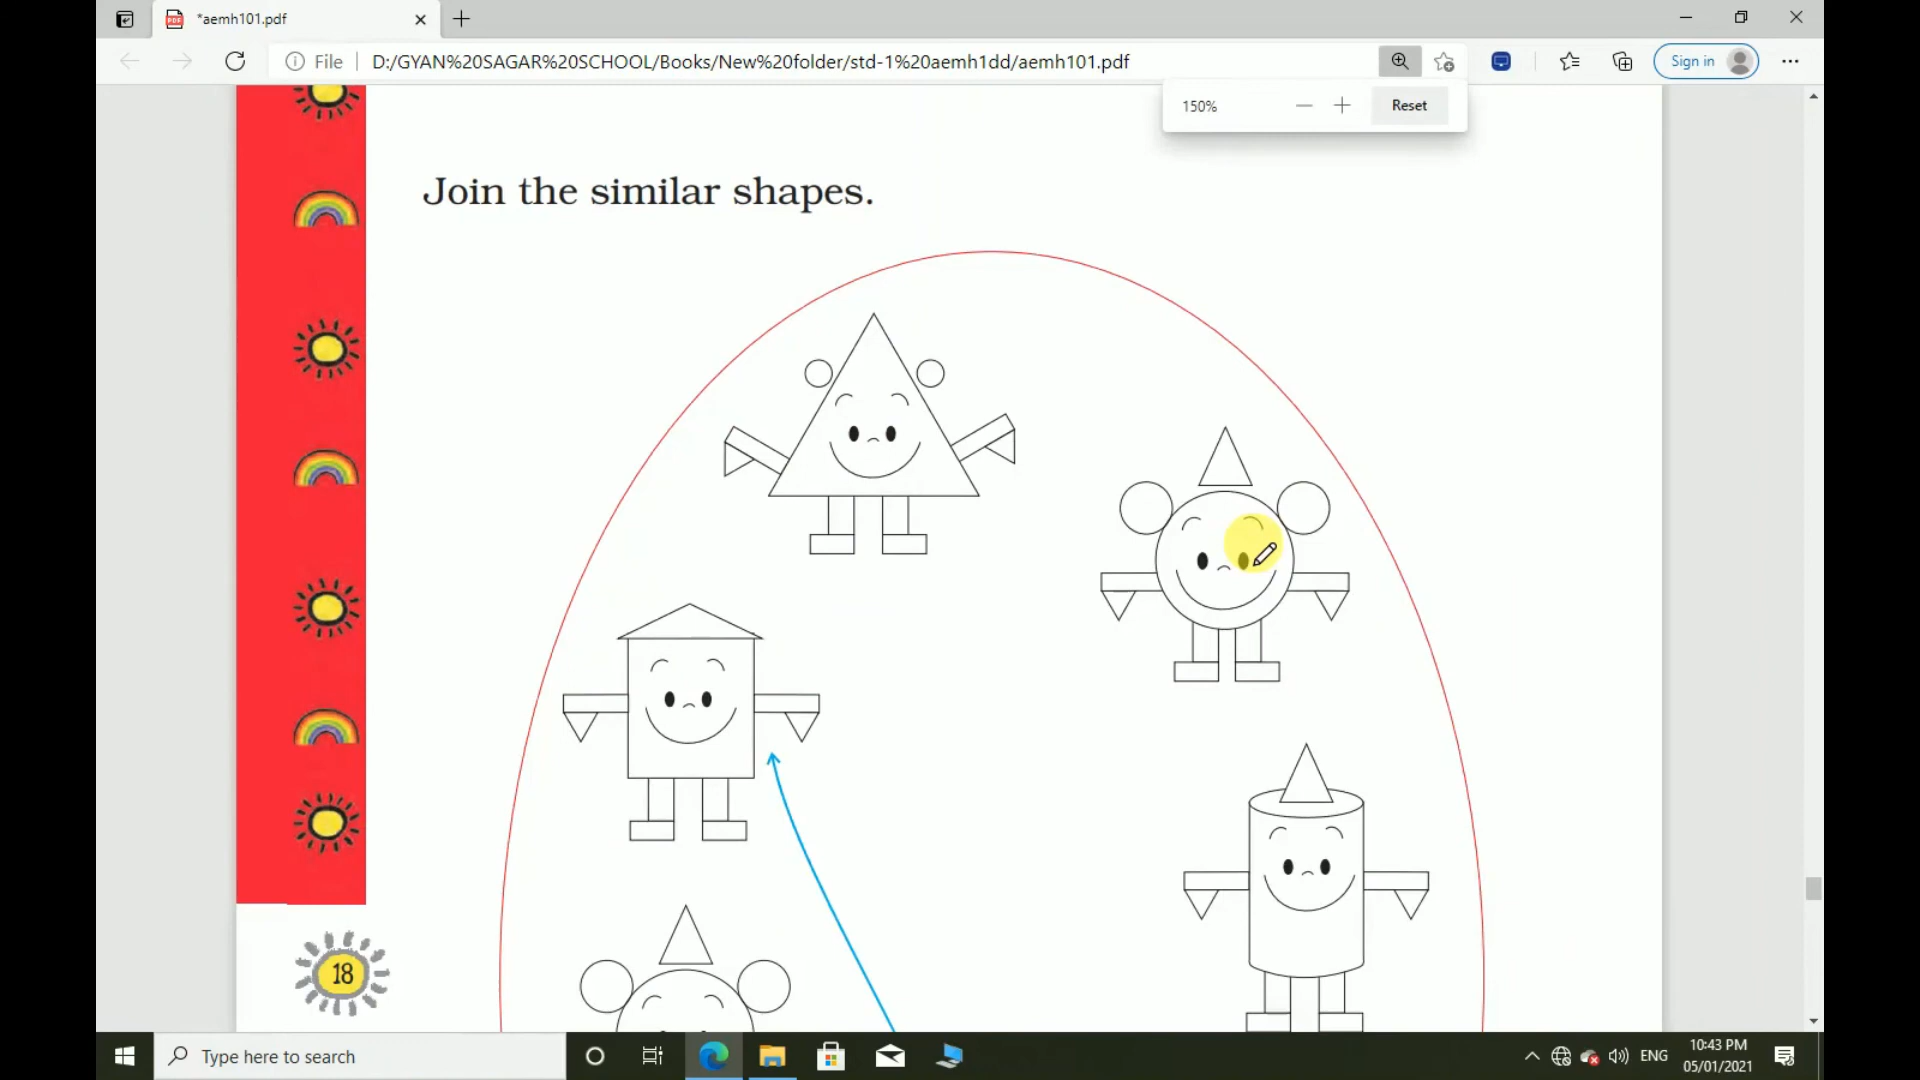 *aemh101.pdf
File
D:/GYAN%20SAGAR%20SCHOOL/Books/New%20folder/std-1%20aemh1dd/aemh101.pdf
Sign in
150%
Reset
Join the similar shapes.
18
Type here to search
ENG
10:43 PM
05/01/2021